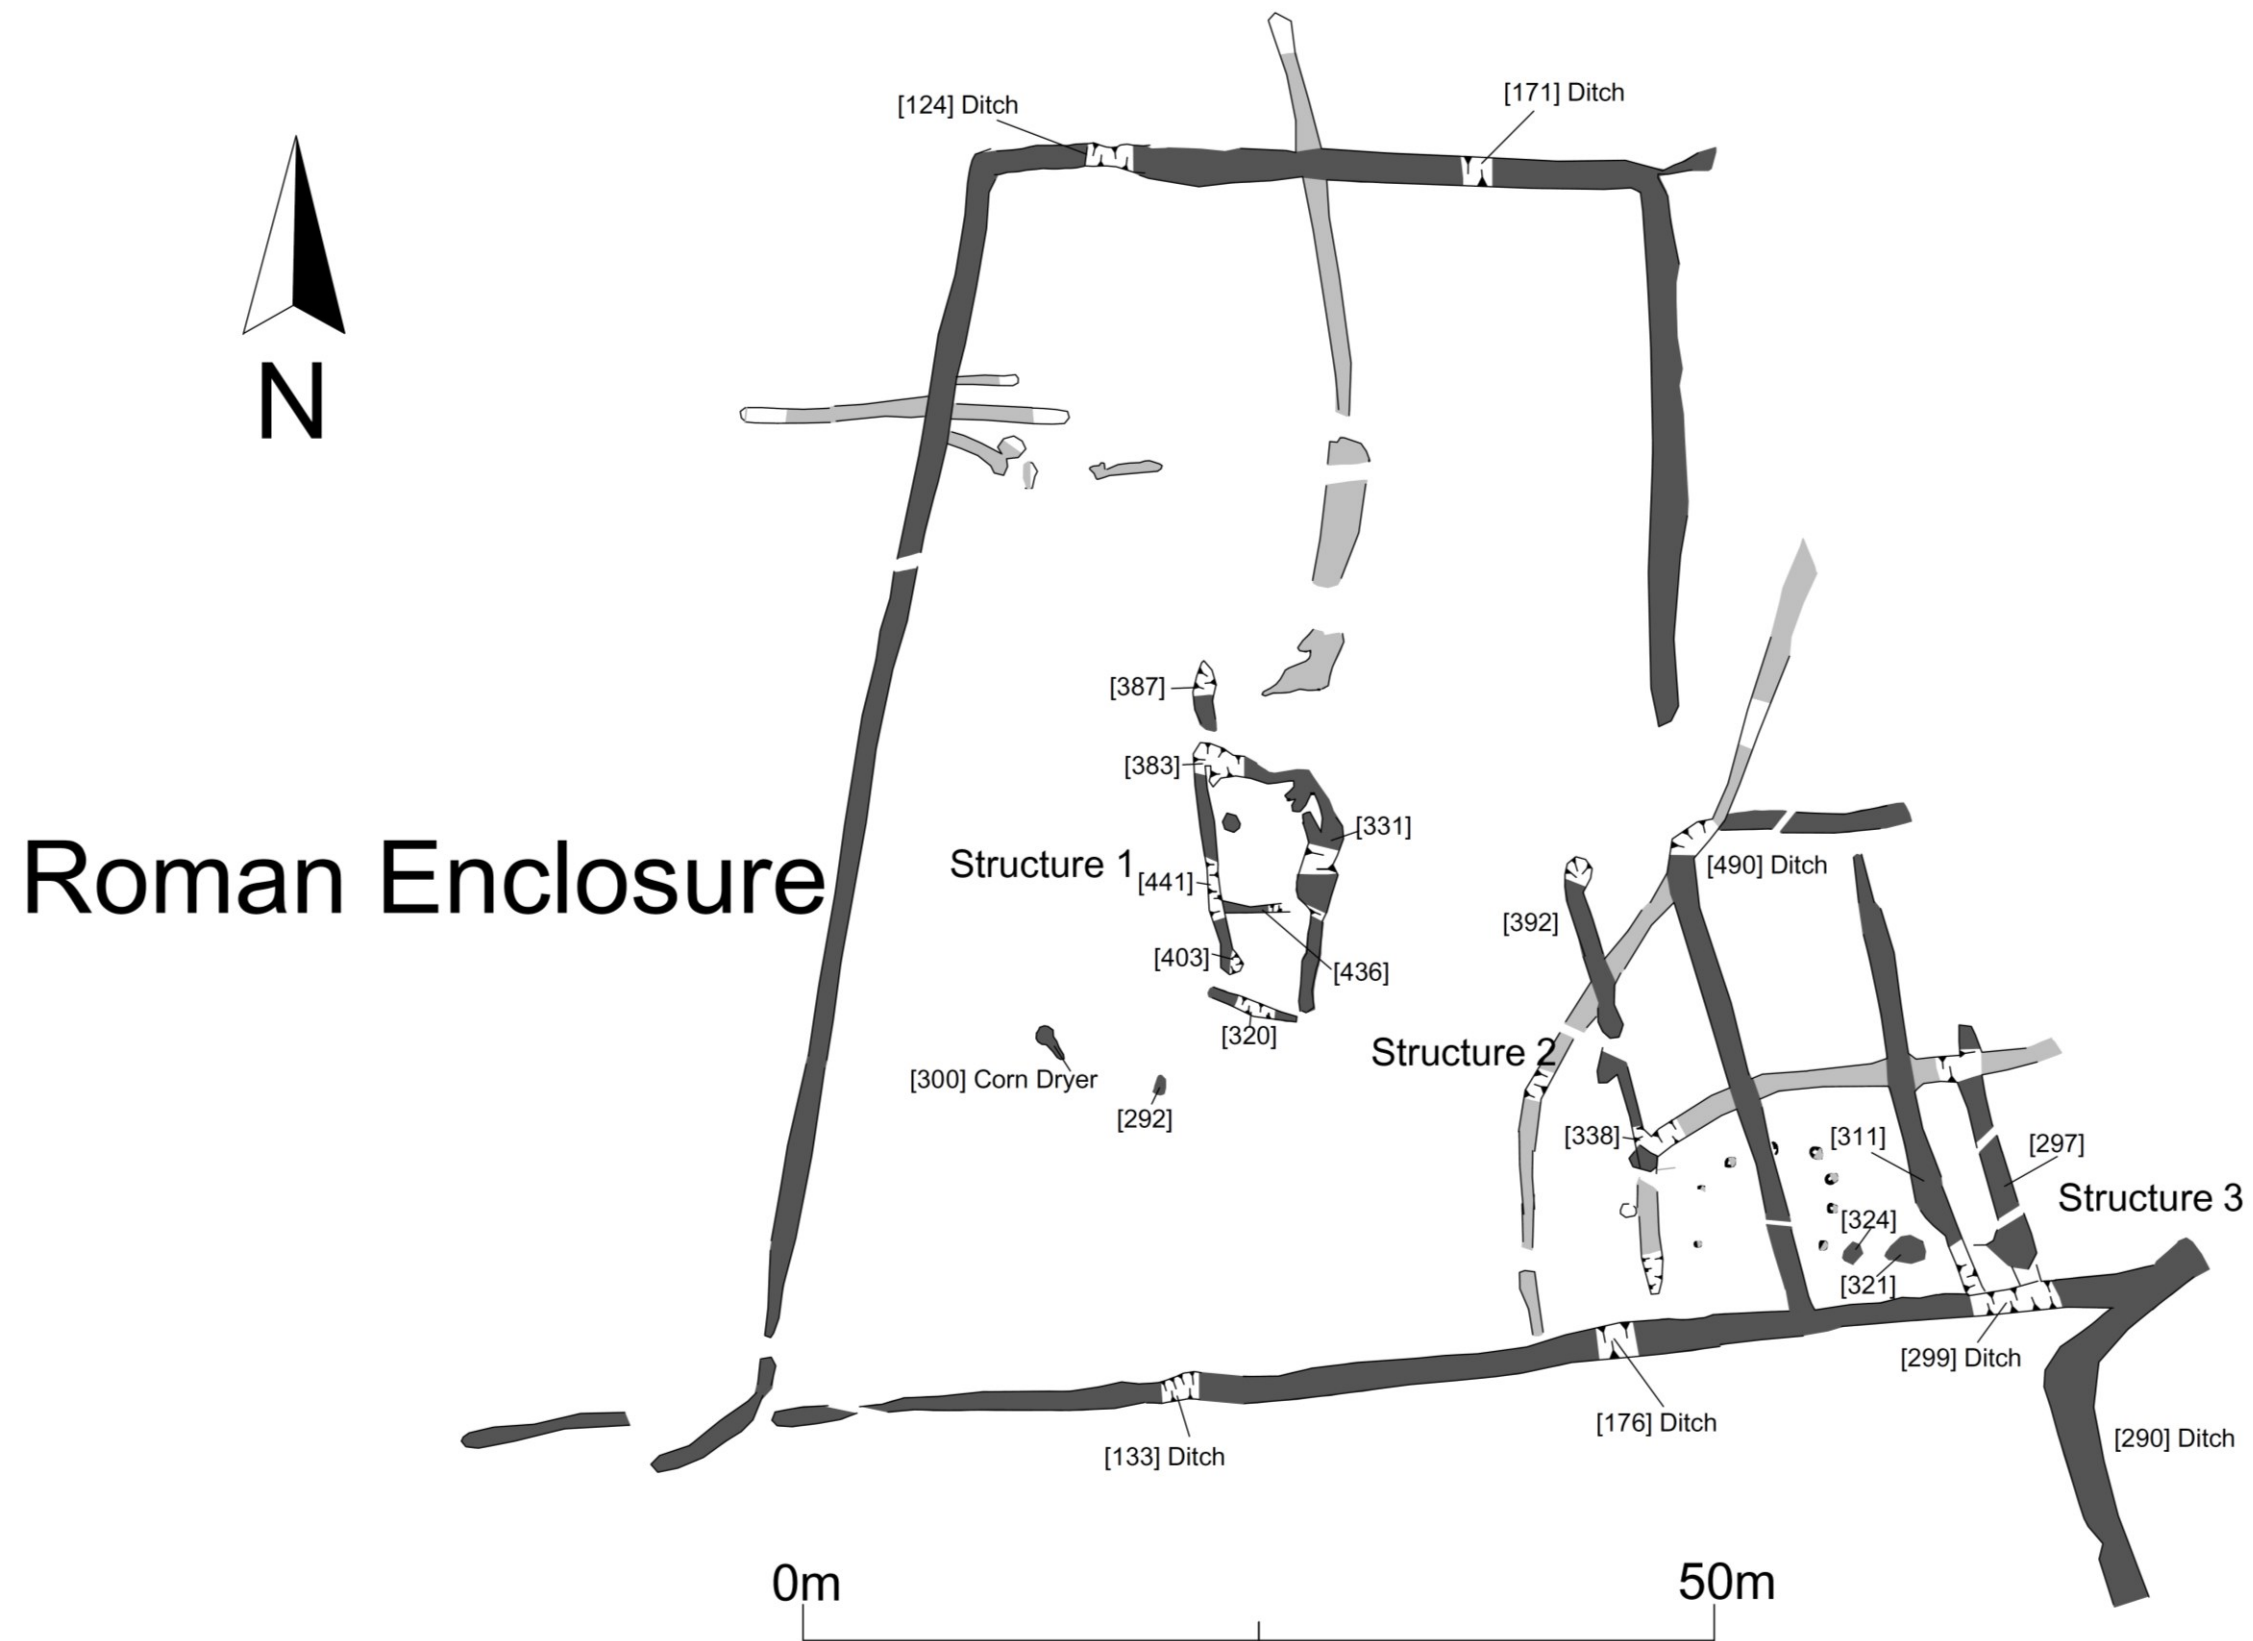 [171] Ditch
[124] Ditch
N
[387]
[383]
[331]
Roman Enclosure
Structure 1
[441]
[490] Ditch
[392]
[403]
[436]
[320]
Structure 2
[300] Corn Dryer
[292]
[338]
[311]
[297]
Structure 3
[324]
[321]
[299] Ditch
[176] Ditch
[133] Ditch
[290] Ditch
0m
50m